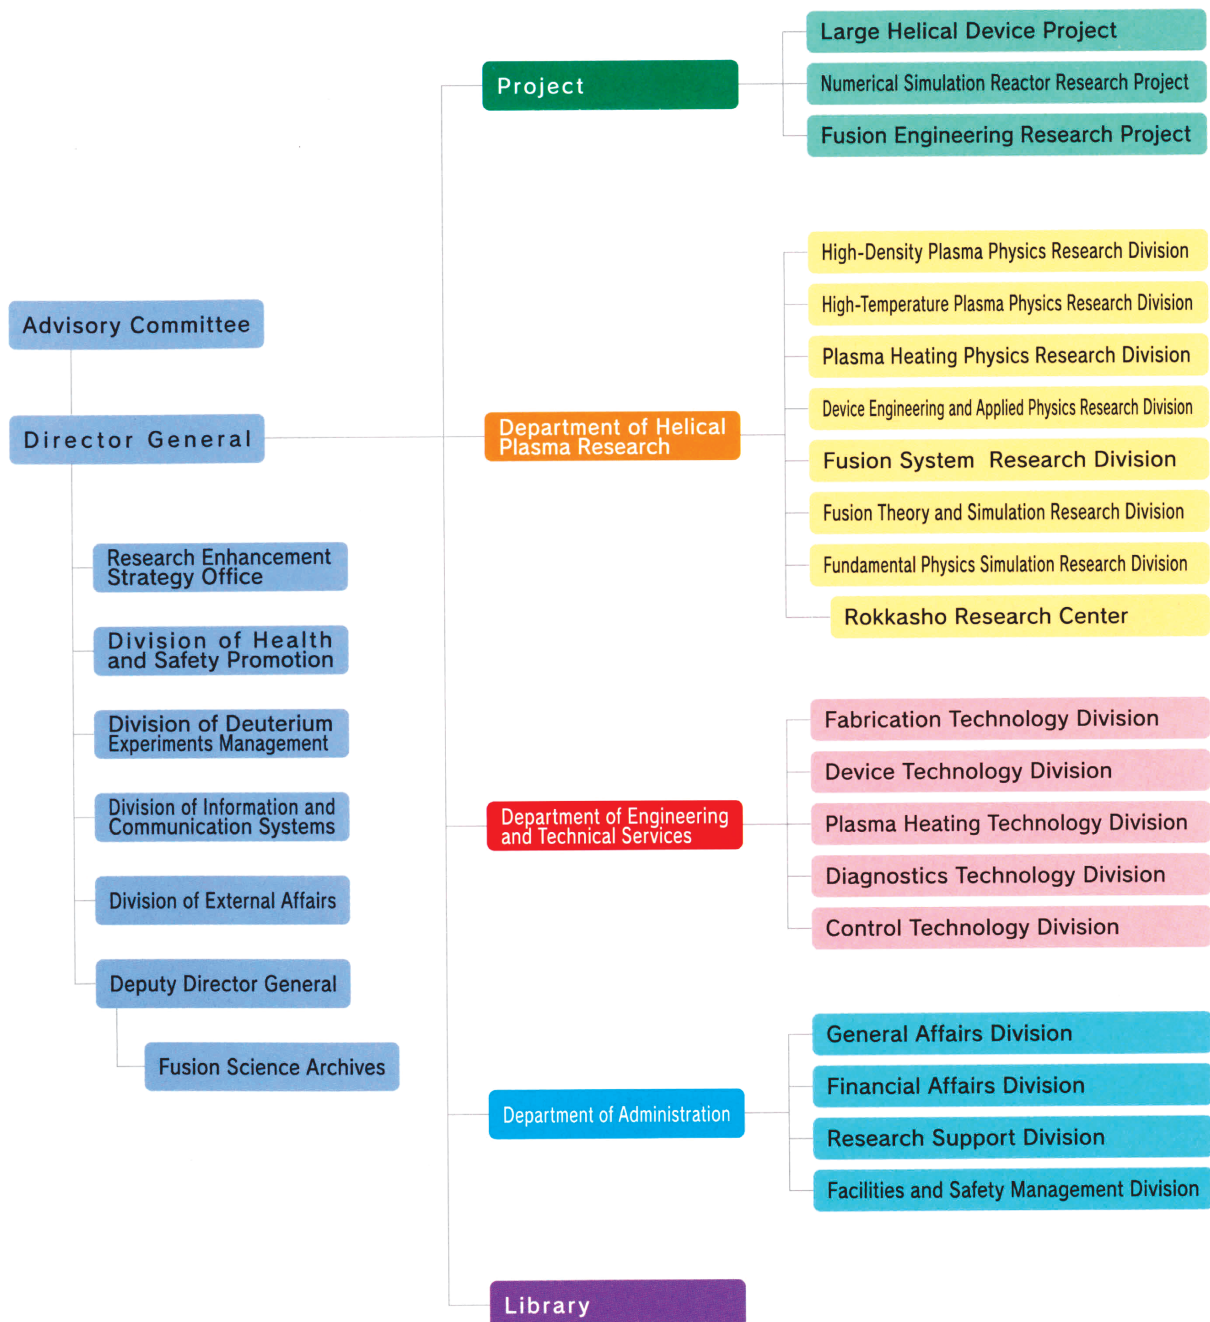 Advisory Committee
Director General
Research Enhancement
Strategy Office
Division of Health
and Safety Promotion
Division of Deuterium
Experiments Management
Division of Information and
Communication Systems
Division of External Affairs
Deputy Director General
Fusion Science Archives
Project
Large Helical Device Project
Numerical Simulation Reactor Research Project
Fusion Engineering Research Project
Department of Helical
Plasma Research
High-Density Plasma Physics Research Division
High-Temperature Plasma Physics Research Division
Plasma Heating Physics Research Division
Device Engineering and Applied Physics Research Division
Fusion System Research Division
Fusion Theory and Simulation Research Division
Fundamental Physics Simulation Research Division
Rokkasho Research Center
Department of Engineering
and Technical Services
Fabrication Technology Division
Device Technology Division
Plasma Heating Technology Division
Diagnostics Technology Division
Control Technology Division
Department of Administration
General Affairs Division
Financial Affairs Division
Research Support Division
Facilities and Safety Management Division
Library